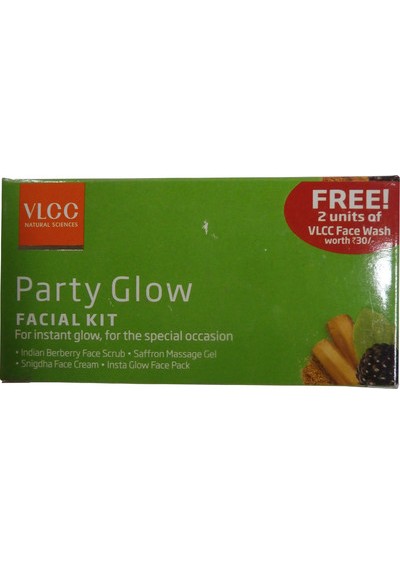 VLCC
NATURAL SCIENCES
FREE!
2 units of
VLCC Face Wash
worth ₹30/-
Party Glow
FACIAL KIT
For instant glow, for the special occasion
• Indian Berberry Face Scrub • Saffron Massage Gel
• Snigdha Face Cream • Insta Glow Face Pack